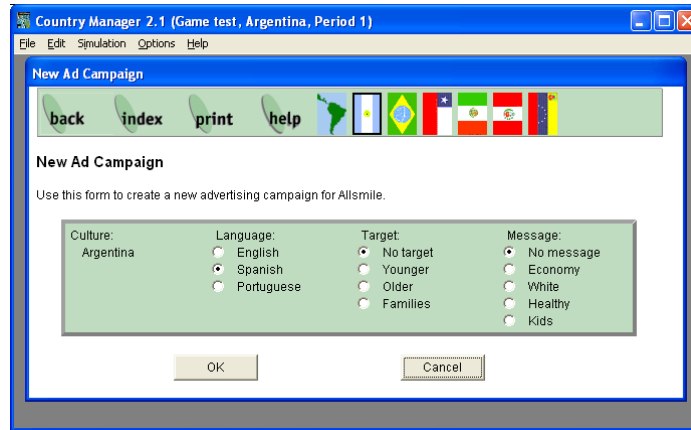 Country Manager 2.1 (Game test, Argentina, Period 1)
File Edit Simulation Options Help
New Ad Campaign
back index print help
New Ad Campaign
Use this form to create a new advertising campaign for Allsmile.
Culture: Language: Target: Message:
Argentina English No target No message
Spanish Younger Economy
Portuguese Older White
Families Healthy
Kids
OK Cancel